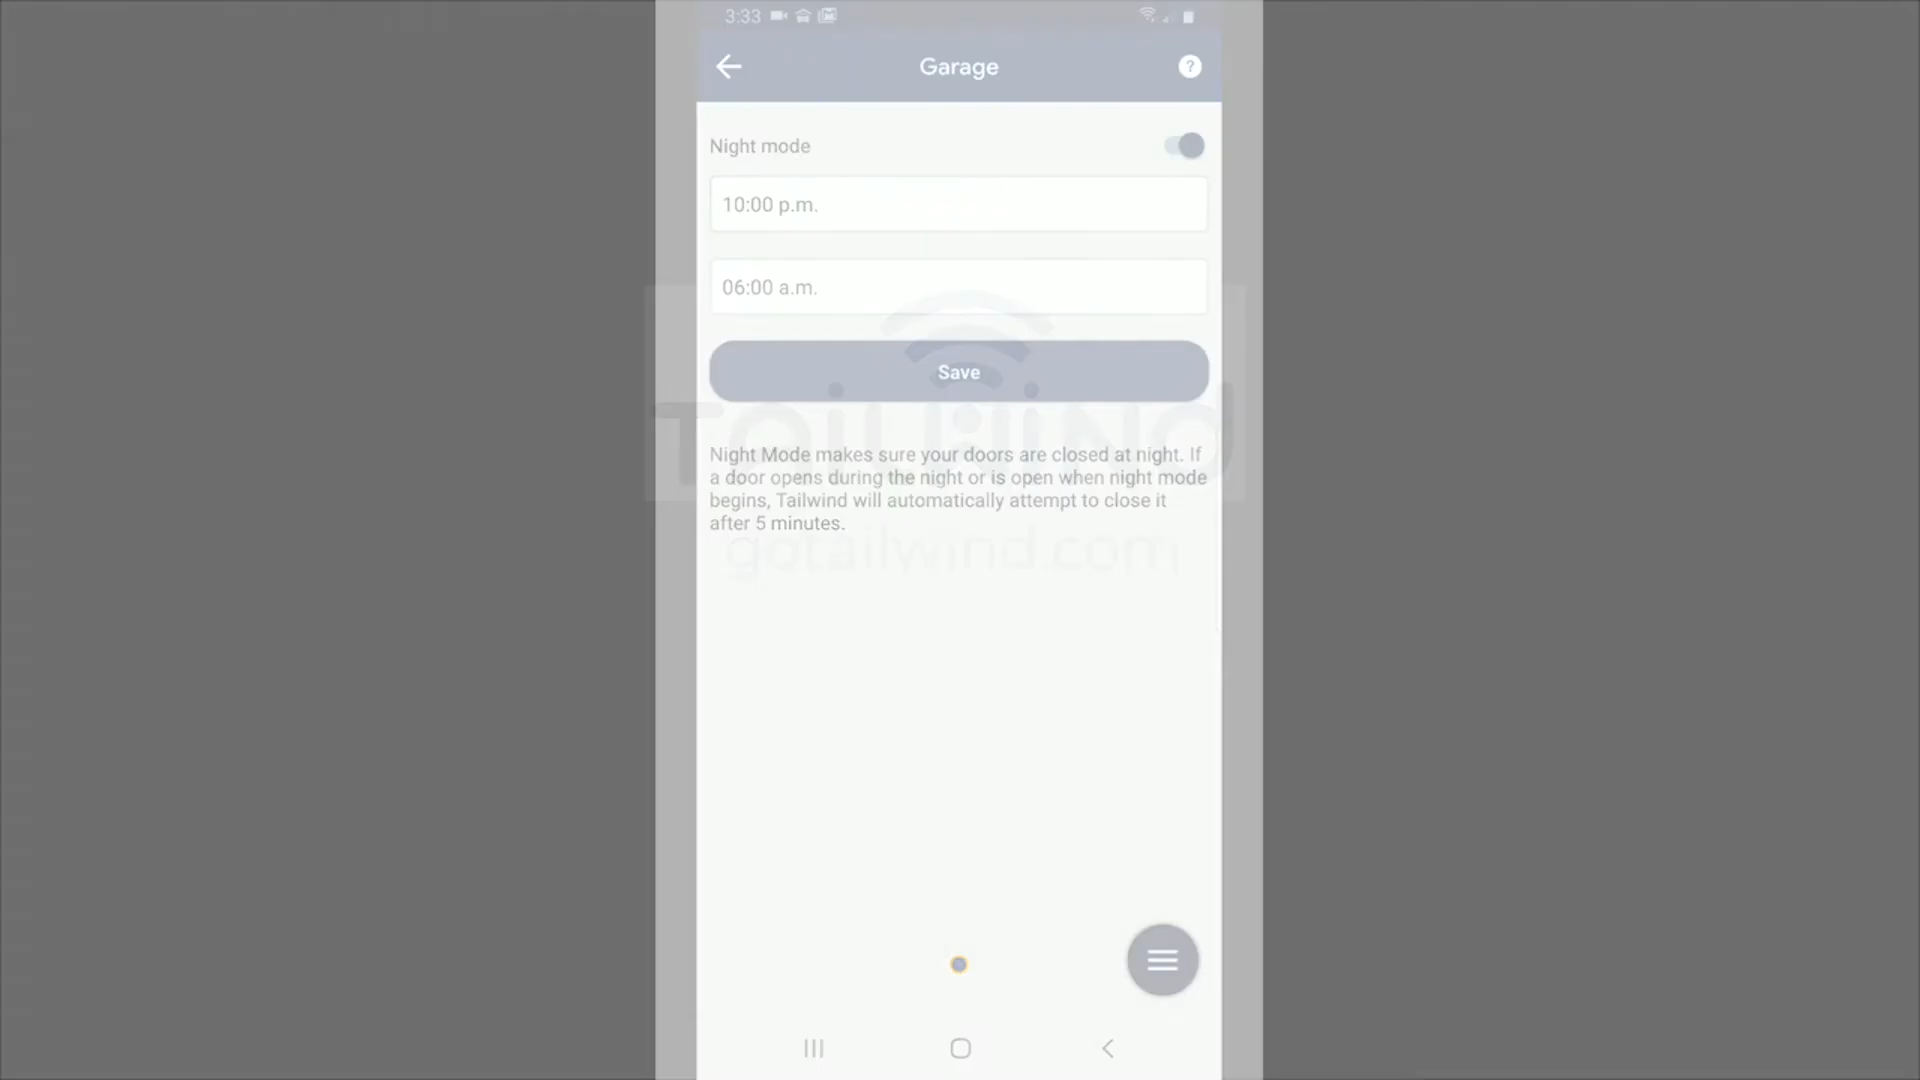 3:33
Garage
?
Night mode
10:00 p.m.
06:00 a.m.
Save
TAILWIND
Night Mode makes sure your doors are closed at night. If
a door opens during the night or is open when night mode
begins, Tailwind will automatically attempt to close it
after 5 minutes.
gotailwind.com